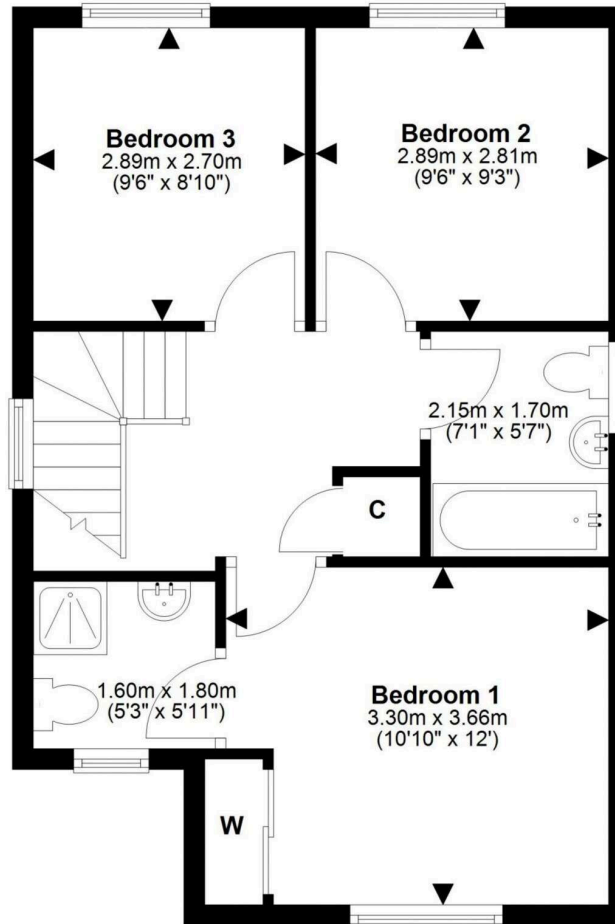 Bedroom 3
2.89m x 2.70m
(9'6" x 8'10")
Bedroom 2
2.89m x 2.81m
(9'6" x 9'3")
2.15m x 1.70m
(7'1" x 5'7")
C
1.60m x 1.80m
(5'3" x 5'11")
Bedroom 1
3.30m x 3.66m
(10'10" x 12')
W